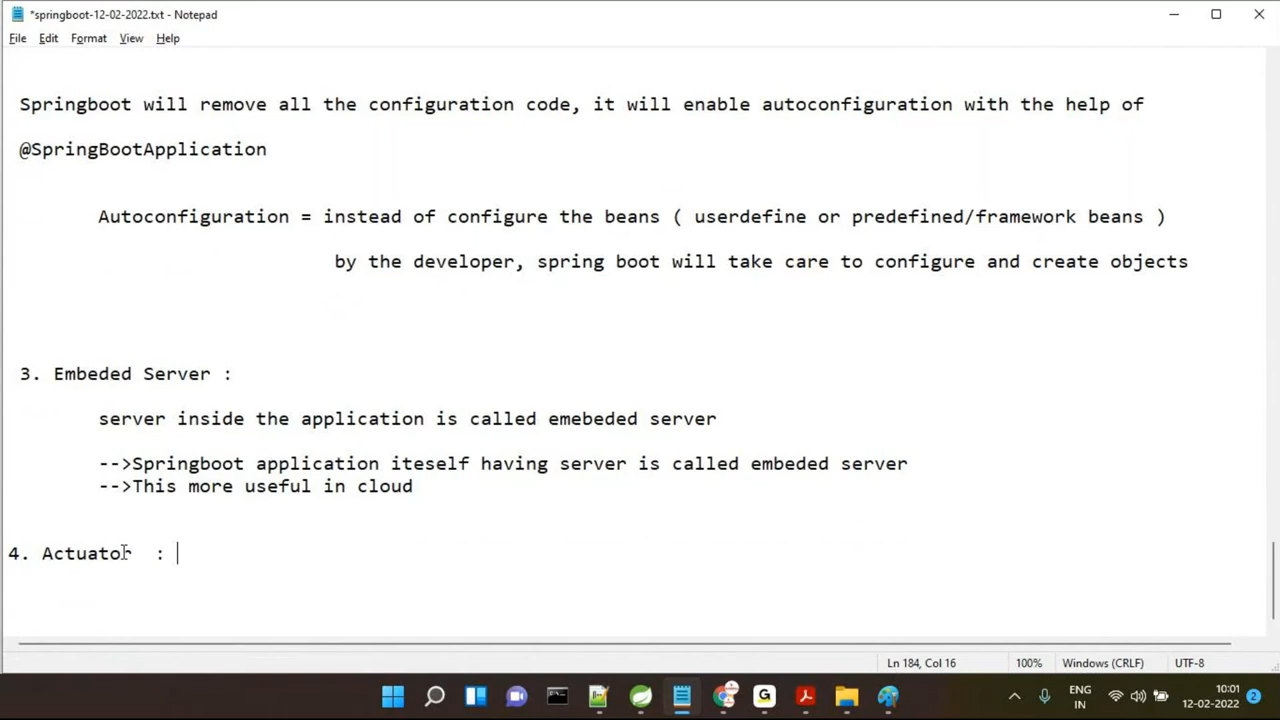 *springboot-12-02-2022.txt - Notepad
File Edit Format View Help
Springboot will remove all the configuration code, it will enable autoconfiguration with the help of
@SpringBootApplication
Autoconfiguration = instead of configure the beans ( userdefine or predefined/framework beans )
by the developer, spring boot will take care to configure and create objects
3. Embeded Server :
server inside the application is called emebeded server
-->Springboot application iteself having server is called embeded server
-->This more useful in cloud
4. Actuator :
Ln 184, Col 16 100% Windows (CRLF) UTF-8
ENG
IN
10:01
12-02-2022
2